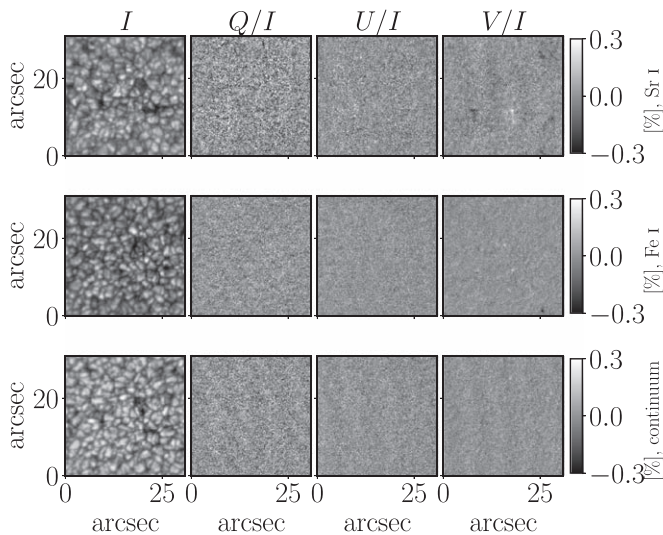 I Q/I U/I V/I
arcsec 20 0 0.3 0.0 −0.3 [%], Sr I
arcsec 20 0 0.3 0.0 −0.3 [%], Fe I
arcsec 20 0 0.3 0.0 −0.3 [%], continuum
0 25 0 25 0 25 0 25
arcsec arcsec arcsec arcsec